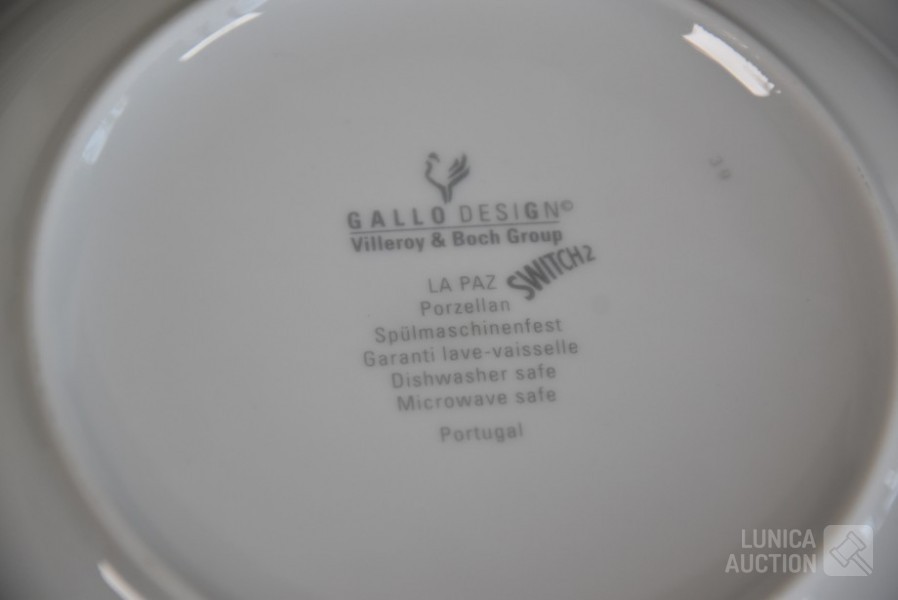 GALLO DESIGN©
Villeroy & Boch Group
LA PAZ SWITCH2
Porzellan
Spülmaschinenfest
Garanti lave-vaisselle
Dishwasher safe
Microwave safe
Portugal
LUNICA
AUCTION